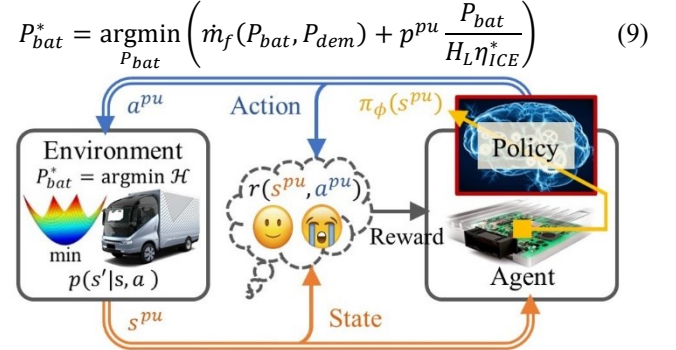 P*_bat = argmin_{P_bat} ( ṁ_f(P_bat, P_dem) + p^{pu} P_bat / (H_L η*_ICE) ) (9)
a^{pu}
Action
π_ϕ(s^{pu})
Environment
P*_bat = argmin ℋ
min
p(s'|s, a )
r(s^{pu}, a^{pu})
Reward
Policy
Agent
s^{pu}
State